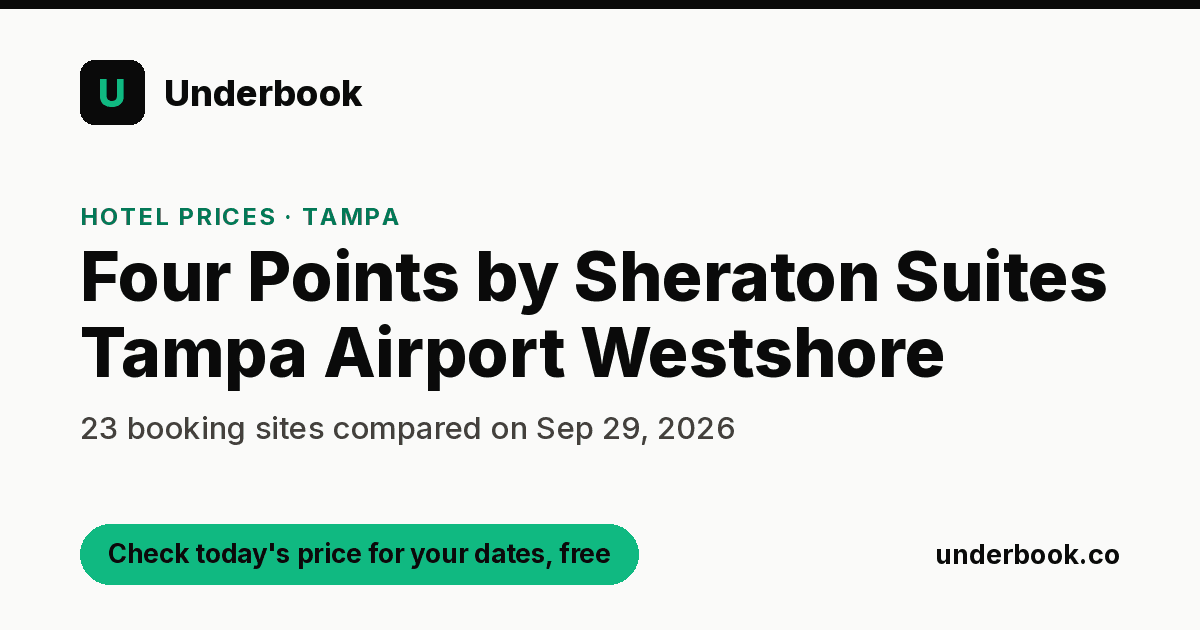 U Underbook
HOTEL PRICES · TAMPA
Four Points by Sheraton Suites
Tampa Airport Westshore
23 booking sites compared on Sep 29, 2026
Check today's price for your dates, free
underbook.co